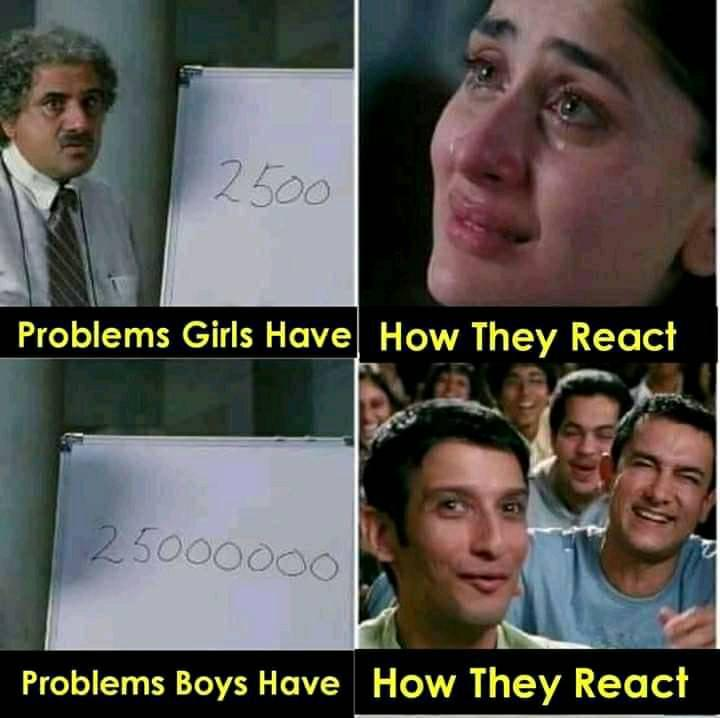 2500
Problems Girls Have
How They React
25000000
Problems Boys Have
How They React